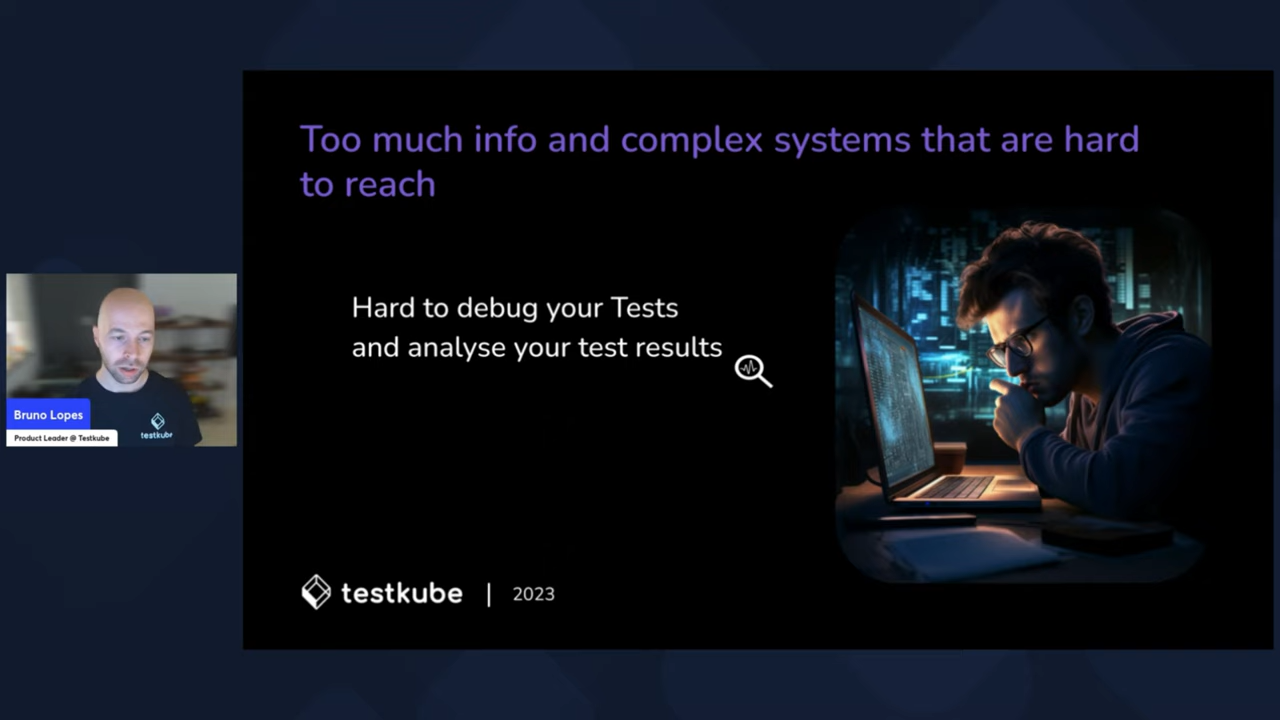 Too much info and complex systems that are hard
to reach
Hard to debug your Tests
and analyse your test results
Bruno Lopes
Product Leader @ Testkube
testkube
testkube | 2023